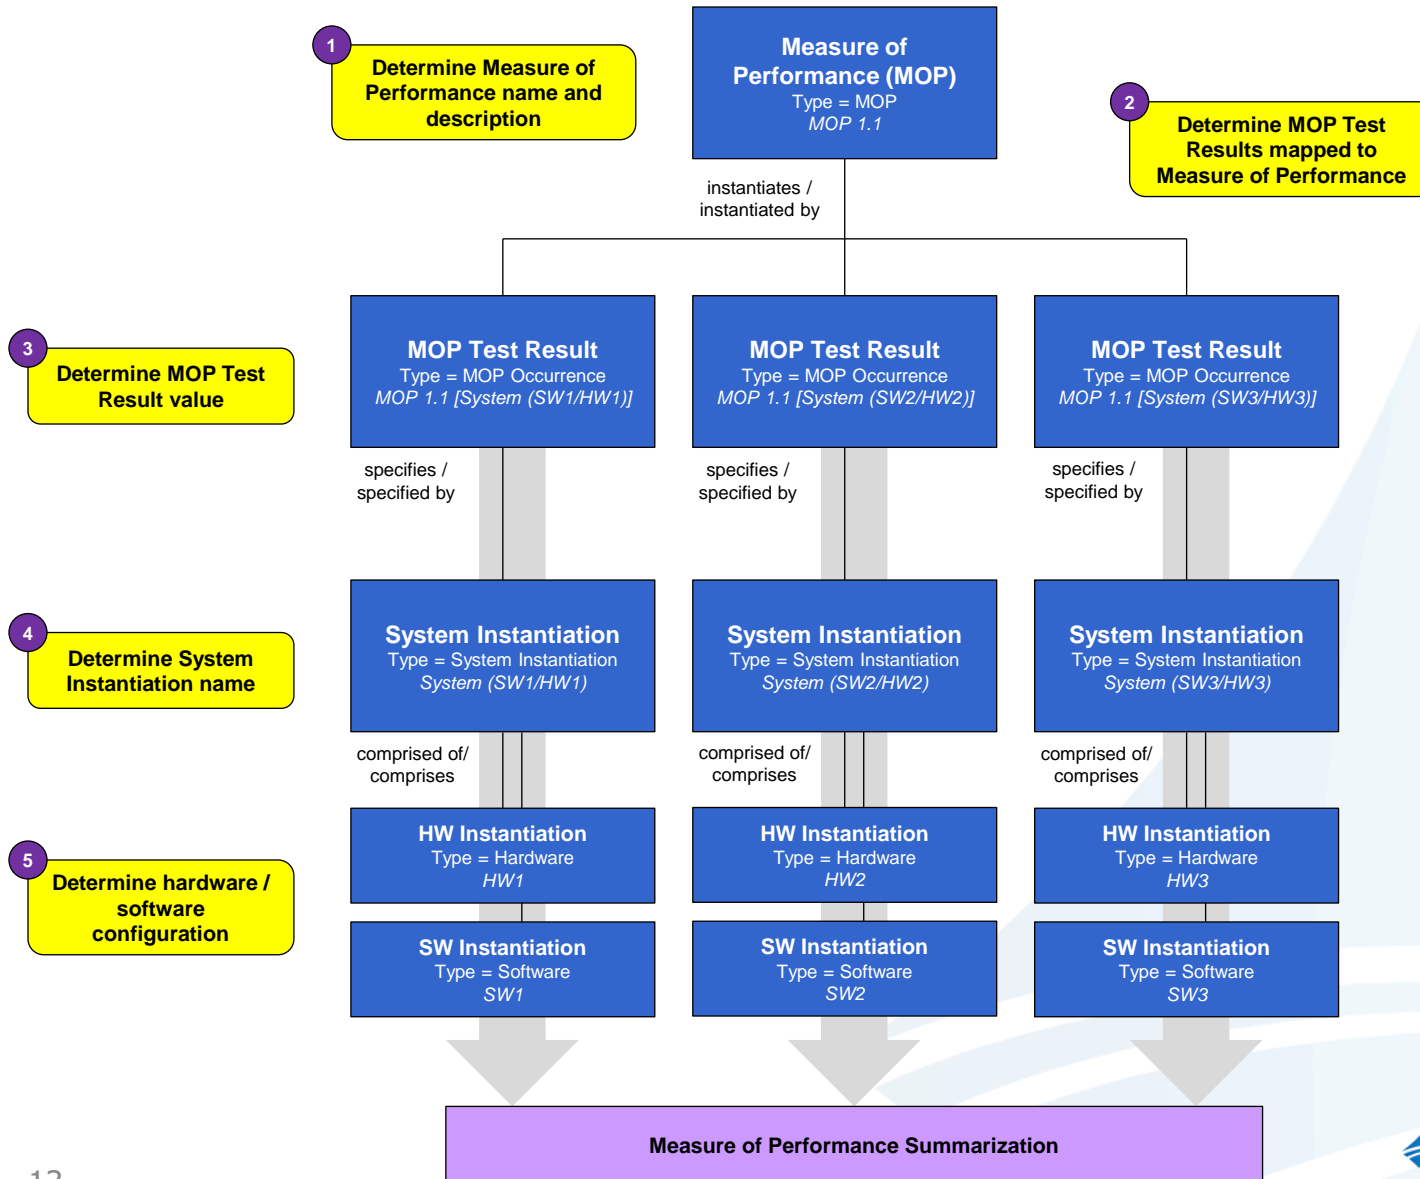 1
Determine Measure of
Performance name and
description
Measure of
Performance (MOP)
Type = MOP
MOP 1.1
2
Determine MOP Test
Results mapped to
Measure of Performance
instantiates /
instantiated by
3
Determine MOP Test
Result value
MOP Test Result
Type = MOP Occurrence
MOP 1.1 [System (SW1/HW1)]
MOP Test Result
Type = MOP Occurrence
MOP 1.1 [System (SW2/HW2)]
MOP Test Result
Type = MOP Occurrence
MOP 1.1 [System (SW3/HW3)]
specifies /
specified by
specifies /
specified by
specifies /
specified by
4
Determine System
Instantiation name
System Instantiation
Type = System Instantiation
System (SW1/HW1)
System Instantiation
Type = System Instantiation
System (SW2/HW2)
System Instantiation
Type = System Instantiation
System (SW3/HW3)
comprised of/
comprises
comprised of/
comprises
comprised of/
comprises
5
Determine hardware /
software
configuration
HW Instantiation
Type = Hardware
HW1
HW Instantiation
Type = Hardware
HW2
HW Instantiation
Type = Hardware
HW3
SW Instantiation
Type = Software
SW1
SW Instantiation
Type = Software
SW2
SW Instantiation
Type = Software
SW3
Measure of Performance Summarization